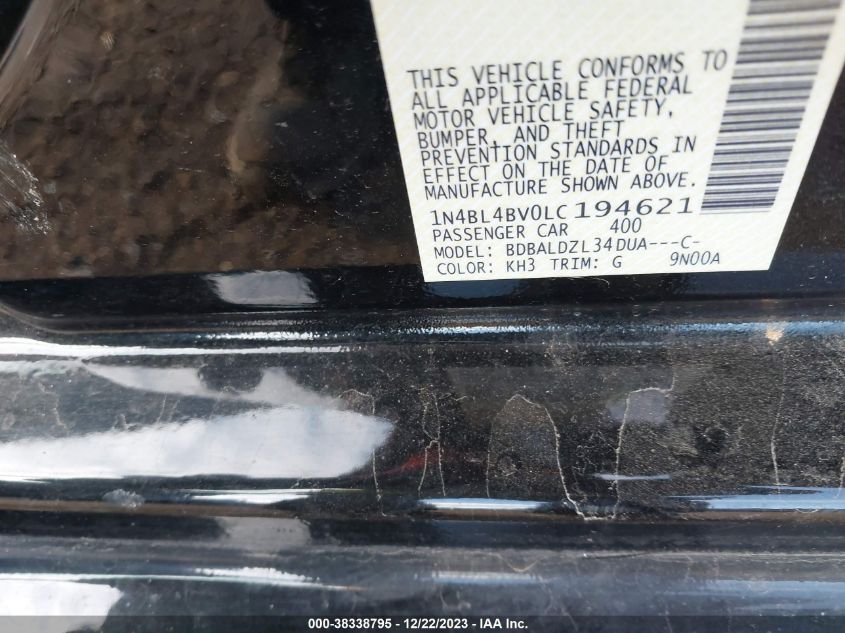 THIS VEHICLE CONFORMS TO
ALL APPLICABLE FEDERAL
MOTOR VEHICLE SAFETY,
BUMPER, AND THEFT
PREVENTION STANDARDS IN
EFFECT ON THE DATE OF
MANUFACTURE SHOWN ABOVE.
1N4BL4BV0LC194621
PASSENGER CAR 400
MODEL: BDBALDZL34DUA---C-
COLOR: KH3 TRIM: G 9N00A
000-38338795 - 12/22/2023 - IAA Inc.